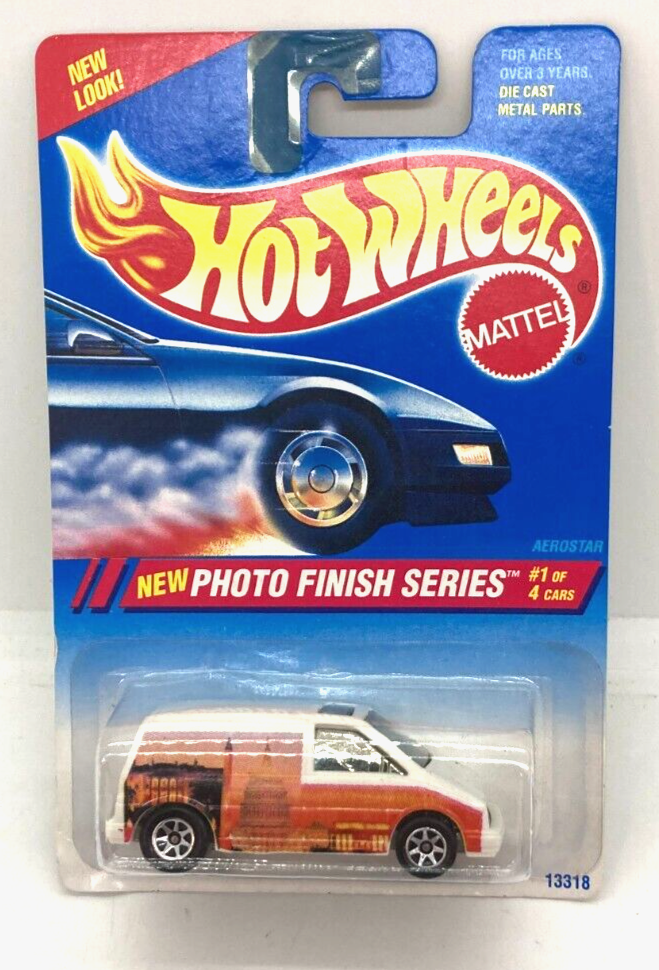 NEW
LOOK!
FOR AGES
OVER 3 YEARS.
DIE CAST
METAL PARTS.
HOT WHEELS
®
MATTEL
®
AEROSTAR
NEW PHOTO FINISH SERIES™ #1 OF
4 CARS
13318